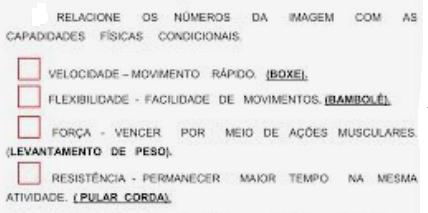 RELACIONE OS NÚMEROS DA IMAGEM COM AS
CAPADIDADES FÍSICAS CONDICIONAIS.
VELOCIDADE – MOVIMENTO RÁPIDO. (BOXE).
FLEXIBILIDADE - FACILIDADE DE MOVIMENTOS. (BAMBOLÊ).
FORÇA - VENCER POR MEIO DE AÇÕES MUSCULARES.
(LEVANTAMENTO DE PESO).
RESISTÊNCIA - PERMANECER MAIOR TEMPO NA MESMA
ATIVIDADE. ( PULAR CORDA).